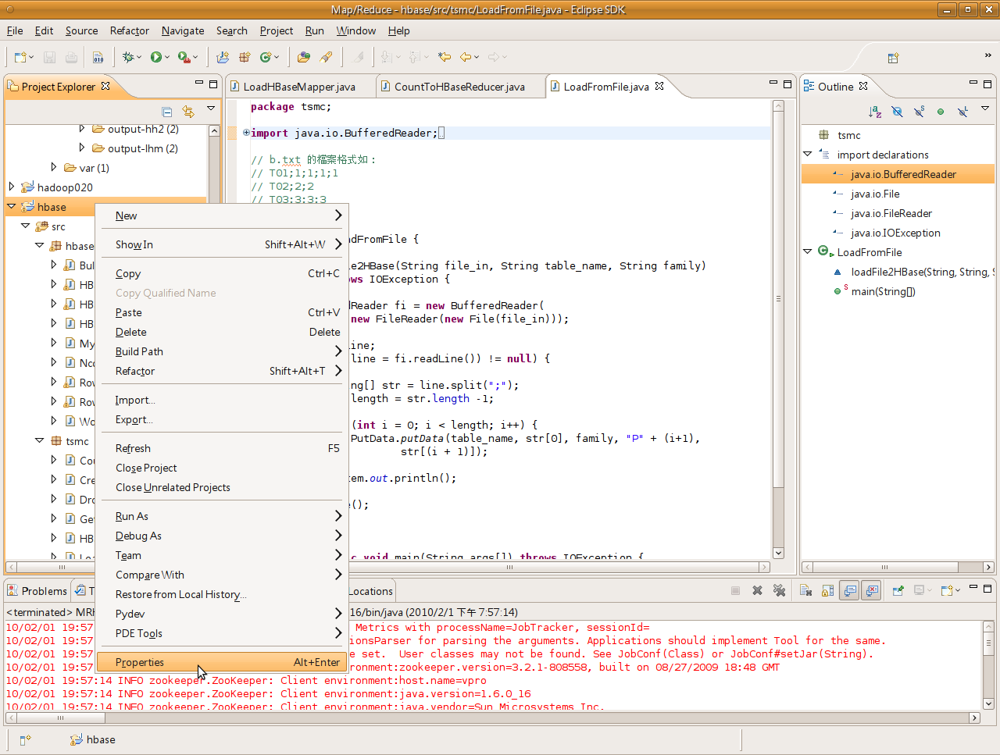 Map/Reduce - hbase/src/tsmc/LoadFromFile.java - Eclipse SDK
File Edit Source Refactor Navigate Search Project Run Window Help
Project Explorer
output-hh2 (2)
output-lhm (2)
var (1)
hadoop020
hbase
src
hbase
Bul
HB
HB
HB
My
Nco
Rov
Rov
Wo
tsmc
Cou
Cre
Dro
Get
HB
New
Show In Shift+Alt+W
Copy Ctrl+C
Copy Qualified Name
Paste Ctrl+V
Delete Delete
Build Path
Refactor Shift+Alt+T
Import...
Export...
Refresh F5
Close Project
Close Unrelated Projects
Run As
Debug As
Team
Compare With
Restore from Local History...
Pydev
PDE Tools
Properties Alt+Enter
LoadHBaseMapper.java CountToHBaseReducer.java LoadFromFile.java
package tsmc;
import java.io.BufferedReader;
// b.txt 的檔案格式如：
// T01;1;1;1;1
// T02;2;2
// T03;3;3;3
adFromFile {
le2HBase(String file_in, String table_name, String family)
ows IOException {
dReader fi = new BufferedReader(
new FileReader(new File(file_in)));
ine;
line = fi.readLine()) != null) {
ng[] str = line.split(";");
length = str.length -1;
(int i = 0; i < length; i++) {
PutData.putData(table_name, str[0], family, "P" + (i+1),
str[(i + 1)]);
tem.out.println();
e();
c void main(String args[]) throws IOException {
Outline
tsmc
import declarations
java.io.BufferedReader
java.io.File
java.io.FileReader
java.io.IOException
LoadFromFile
loadFile2HBase(String, String, S
main(String[])
Problems T Locations
<terminated> MRH 16/bin/java (2010/2/1 下午 7:57:14)
10/02/01 19:57 Metrics with processName=JobTracker, sessionId=
10/02/01 19:57 ionsParser for parsing the arguments. Applications should implement Tool for the same.
10/02/01 19:57 e set.  User classes may not be found. See JobConf(Class) or JobConf#setJar(String).
10/02/01 19:57 onment:zookeeper.version=3.2.1-808558, built on 08/27/2009 18:48 GMT
10/02/01 19:57:14 INFO zookeeper.ZooKeeper: Client environment:host.name=vpro
10/02/01 19:57:14 INFO zookeeper.ZooKeeper: Client environment:java.version=1.6.0_16
10/02/01 19:57:14 INFO zookeeper.ZooKeeper: Client environment:java.vendor=Sun Microsystems Inc.
hbase